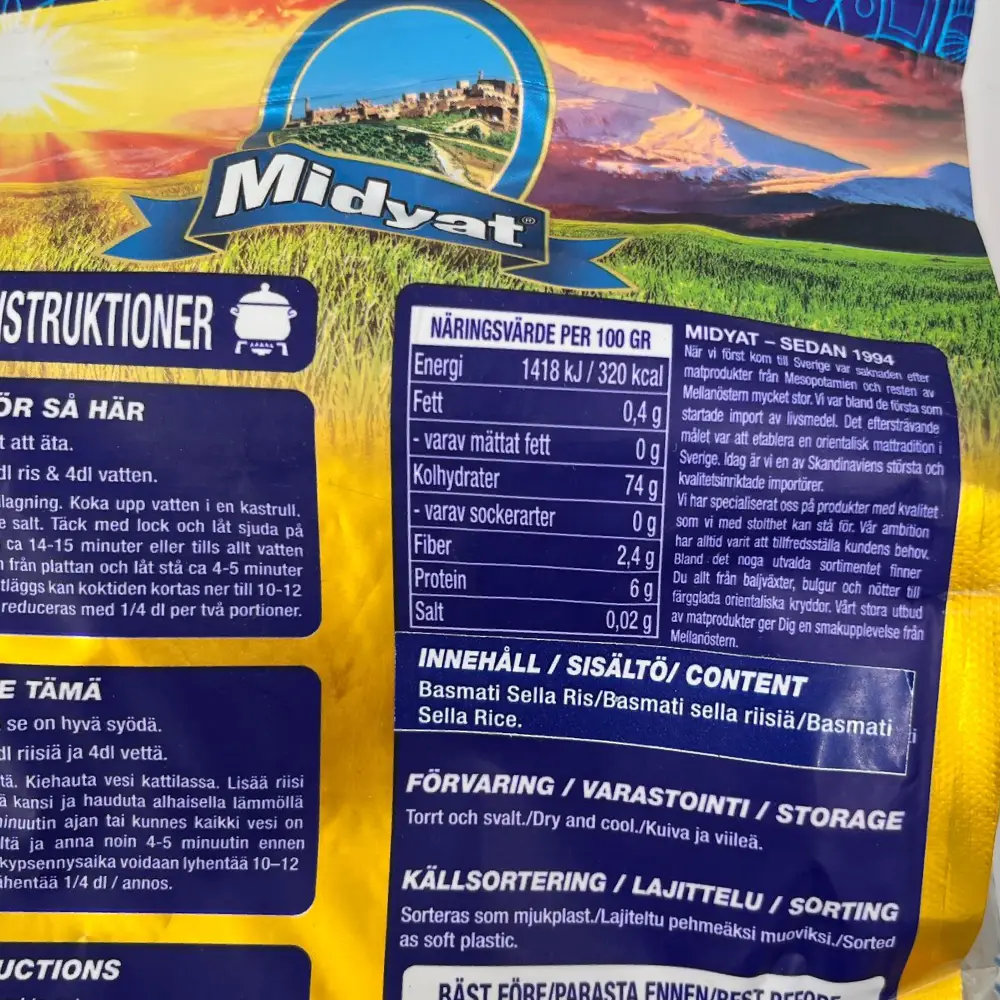 Midyat®
NÄRINGSVÄRDE PER 100 GR
Energi 1418 kJ / 320 kcal
Fett 0,4 g
- varav mättat fett 0 g
Kolhydrater 74 g
- varav sockerarter 0 g
Fiber 2,4 g
Protein 6 g
Salt 0,02 g
MIDYAT – SEDAN 1994
När vi först kom till Sverige var saknaden efter
matprodukter från Mesopotamien och resten av
Mellanöstern mycket stor. Vi var bland de första som
startade import av livsmedel. Det eftersträvande
målet var att etablera en orientalisk mattradition i
Sverige. Idag är vi en av Skandinaviens största och
kvalitetsinriktade importörer.
Vi har specialiserat oss på produkter med kvalitet
som vi med stolthet kan stå för. Vår ambition
har alltid varit att tillfredsställa kundens behov.
Bland det noga utvalda sortimentet finner
Du allt från baljväxter, bulgur och nötter till
färgglada orientaliska kryddor. Vårt stora utbud
av matprodukter ger Dig en smakupplevelse från
Mellanöstern.
INNEHÅLL / SISÄLTÖ/ CONTENT
Basmati Sella Ris/Basmati sella riisiä/Basmati
Sella Rice.
FÖRVARING / VARASTOINTI / STORAGE
Torrt och svalt./Dry and cool./Kuiva ja viileä.
KÄLLSORTERING / LAJITTELU / SORTING
Sorteras som mjukplast./Lajiteltu pehmeäksi muoviksi./Sorted
as soft plastic.
BÄST FÖRE/PARASTA ENNEN/BEST BEFORE
STRUKTIONER
ÖR SÅ HÄR
att äta.
dl ris & 4dl vatten.
lagning. Koka upp vatten i en kastrull.
salt. Täck med lock och låt sjuda på
ca 14-15 minuter eller tills allt vatten
från plattan och låt stå ca 4-5 minuter
tläggs kan koktiden kortas ner till 10-12
reduceras med 1/4 dl per två portioner.
E TÄMÄ
se on hyvä syödä.
dl riisiä ja 4dl vettä.
tä. Kiehauta vesi kattilassa. Lisää riisi
ä kansi ja hauduta alhaisella lämmöllä
inuutin ajan tai kunnes kaikki vesi on
ltä ja anna noin 4-5 minuutin ennen
kypsennysaika voidaan lyhentää 10–12
ähentää 1/4 dl / annos.
UCTIONS